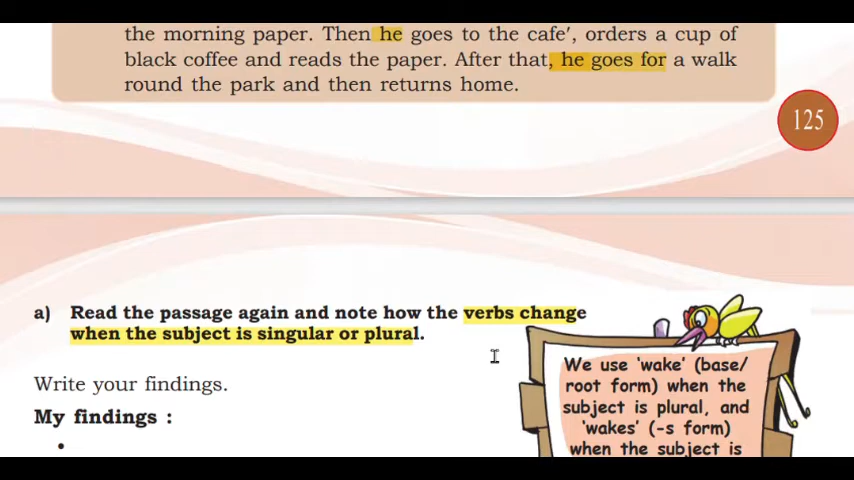 the morning paper. Then he goes to the cafe′, orders a cup of
black coffee and reads the paper. After that, he goes for a walk
round the park and then returns home.
125
a) Read the passage again and note how the verbs change
when the subject is singular or plural.
Write your findings.
My findings :
•
We use 'wake' (base/
root form) when the
subject is plural, and
'wakes' (-s form)
when the subject is